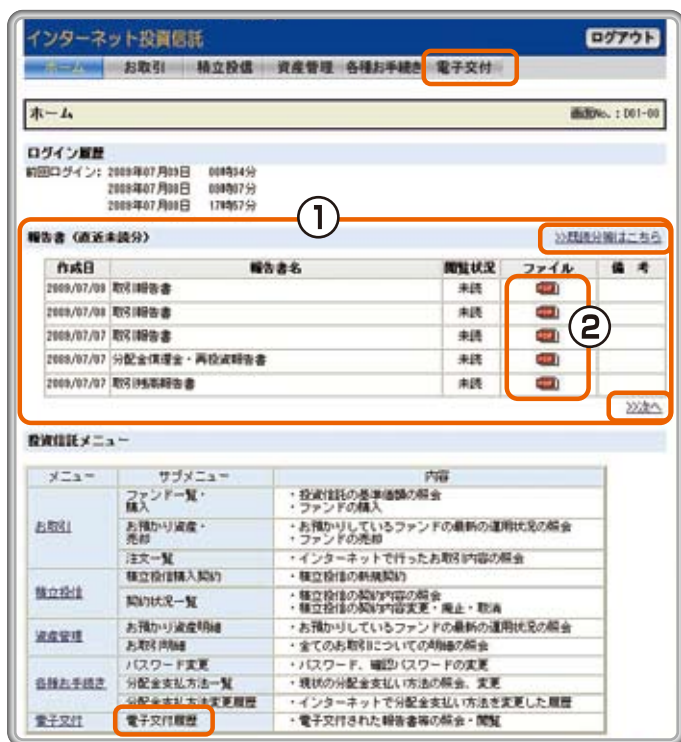 インターネット投資信託 ログアウト
ホーム お取引 積立投信 資産管理 各種お手続き 電子交付
ホーム 画面No. : D01-00
ログイン履歴
前回ログイン: 2009年07月09日
2009年07月08日
2009年07月08日 17時57分
①
報告書（直近未読分） >>既読分等はこちら
作成日 報告書名 閲覧状況 ファイル 備 考
2009/07/09 取引報告書 未読
2009/07/08 取引報告書 未読
②
2009/07/07 取引報告書 未読
2009/07/07 分配金償還金・再投資報告書 未読
2009/07/07 取引残高報告書 未読
>>次へ
投資信託メニュー
メニュー サブメニュー 内容
お取引 ファンド一覧・購入 ・投資信託の基準価額の照会
・ファンドの購入
お預かり資産・売却 ・お預かりしているファンドの最新の運用状況の照会
・ファンドの売却
注文一覧 ・インターネットで行ったお取引内容の照会
積立投信 積立投信購入契約 ・積立投信の新規契約
契約状況一覧 ・積立投信の契約内容の照会
・積立投信の契約内容変更・廃止・取消
資産管理 お預かり資産明細 ・お預かりしているファンドの最新の運用状況の照会
お取引明細 ・全てのお取引についての明細の照会
各種お手続き パスワード変更 ・パスワード、確認パスワードの変更
分配金支払方法一覧 ・現状の分配金支払い方法の照会、変更
分配金支払方法変更履歴 ・インターネットで分配金支払い方法を変更した履歴
電子交付 電子交付履歴 ・電子交付された報告書等の照会・閲覧